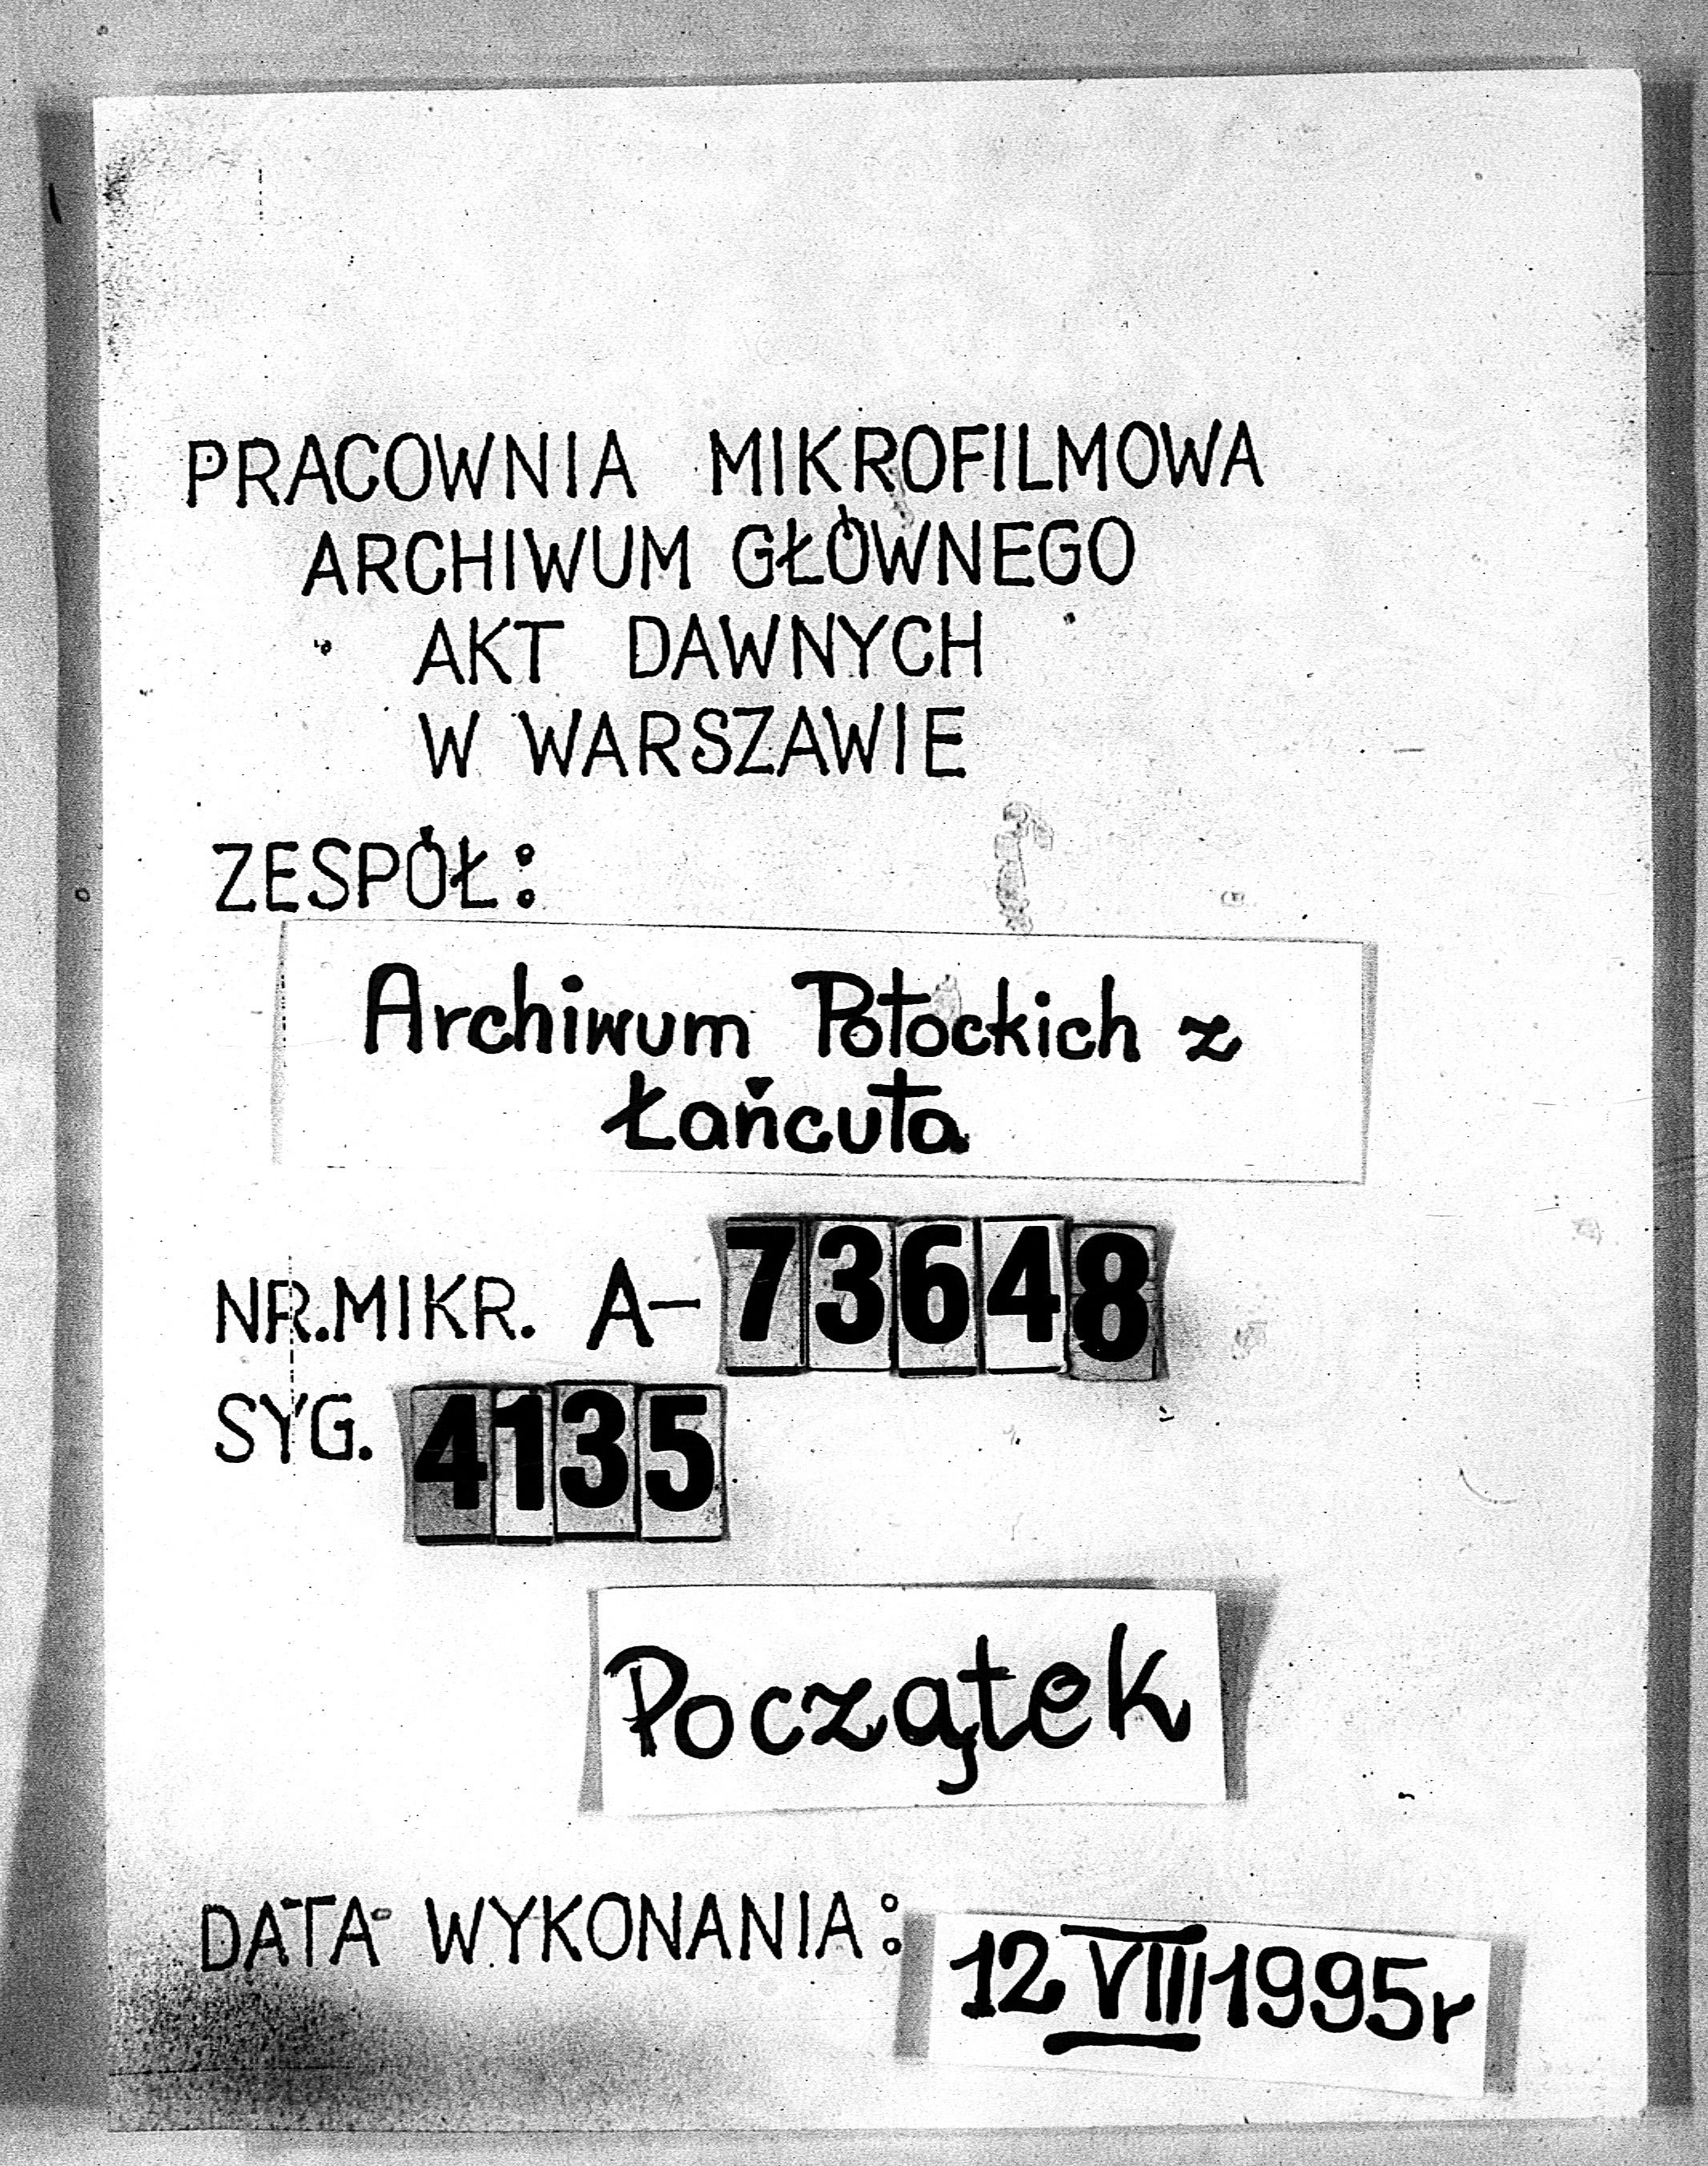 PRACOWNIA MIKROFILMOWA
ARCHIWUM GŁÓWNEGO
AKT DAWNYCH
W WARSZAWIE
ZESPÓŁ:
Archiwum Potockich z
Łańcuta
NR.MIKR. A-73648
SYG. 4135
Początek
DATA WYKONANIA: 12 VIII 1995r